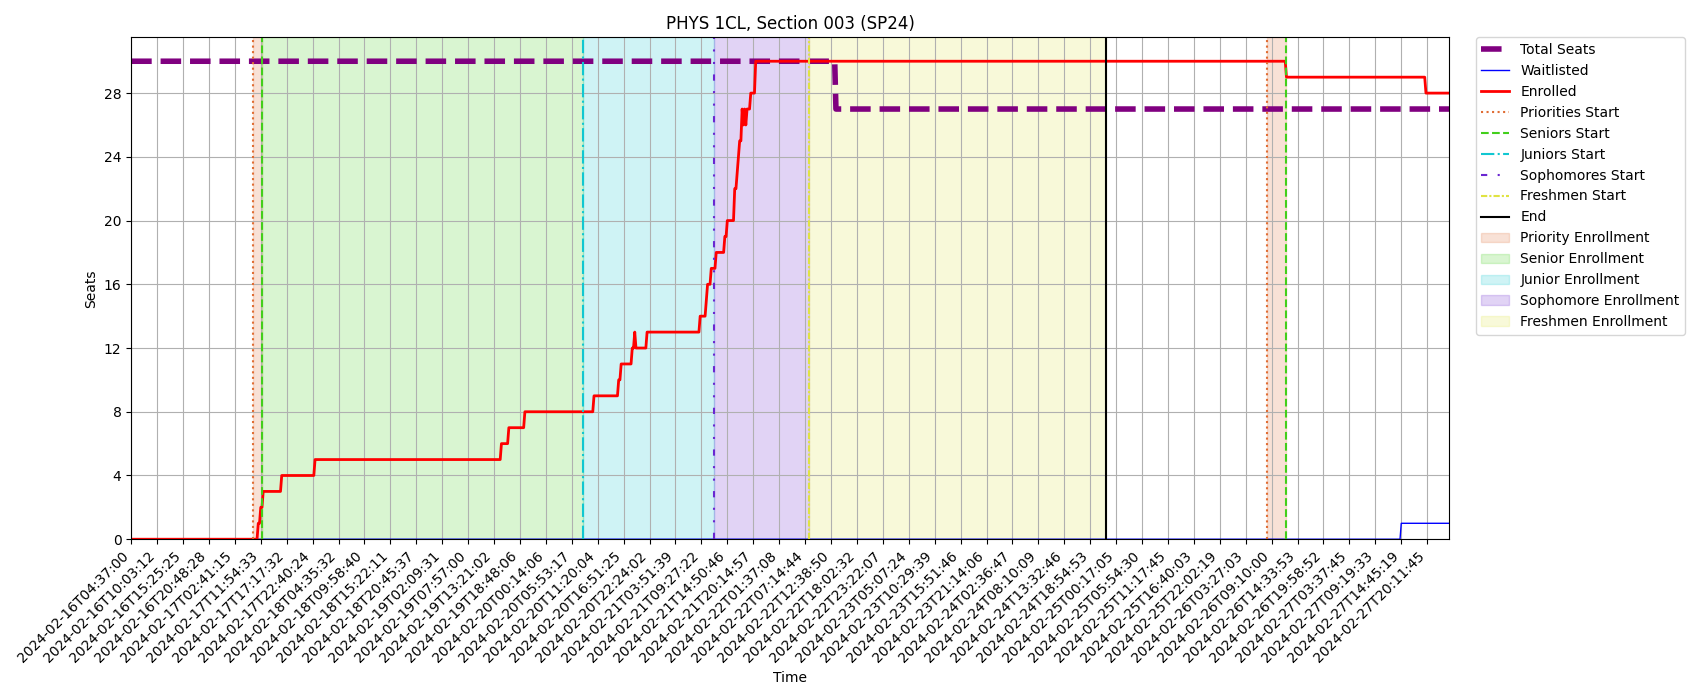 PHYS 1CL, Section 003 (SP24)
Total Seats
Waitlisted
Enrolled
Priorities Start
Seniors Start
Juniors Start
Sophomores Start
Freshmen Start
End
Priority Enrollment
Senior Enrollment
Junior Enrollment
Sophomore Enrollment
Freshmen Enrollment
Seats
28
24
20
16
12
8
4
0
2024-02-16T04:37:00
2024-02-16T10:03:12
2024-02-16T15:25:25
2024-02-16T20:48:28
2024-02-17T02:41:15
2024-02-17T11:54:33
2024-02-17T17:17:32
2024-02-17T22:40:24
2024-02-18T04:35:32
2024-02-18T09:58:40
2024-02-18T15:22:11
2024-02-18T20:45:37
2024-02-19T02:09:31
2024-02-19T07:57:00
2024-02-19T13:21:02
2024-02-19T18:48:06
2024-02-20T00:14:06
2024-02-20T05:53:17
2024-02-20T11:20:04
2024-02-20T16:51:25
2024-02-20T22:24:02
2024-02-21T03:51:39
2024-02-21T09:27:22
2024-02-21T14:50:46
2024-02-21T20:14:57
2024-02-22T01:37:08
2024-02-22T07:14:44
2024-02-22T12:38:50
2024-02-22T18:02:32
2024-02-22T23:22:07
2024-02-23T05:07:24
2024-02-23T10:29:39
2024-02-23T15:51:46
2024-02-23T21:14:06
2024-02-24T02:36:47
2024-02-24T08:10:09
2024-02-24T13:32:46
2024-02-24T18:54:53
2024-02-25T00:17:05
2024-02-25T05:54:30
2024-02-25T11:17:45
2024-02-25T16:40:03
2024-02-25T22:02:19
2024-02-26T03:27:03
2024-02-26T09:10:00
2024-02-26T14:33:53
2024-02-26T19:58:52
2024-02-27T03:37:45
2024-02-27T09:19:33
2024-02-27T14:45:19
2024-02-27T20:11:45
Time